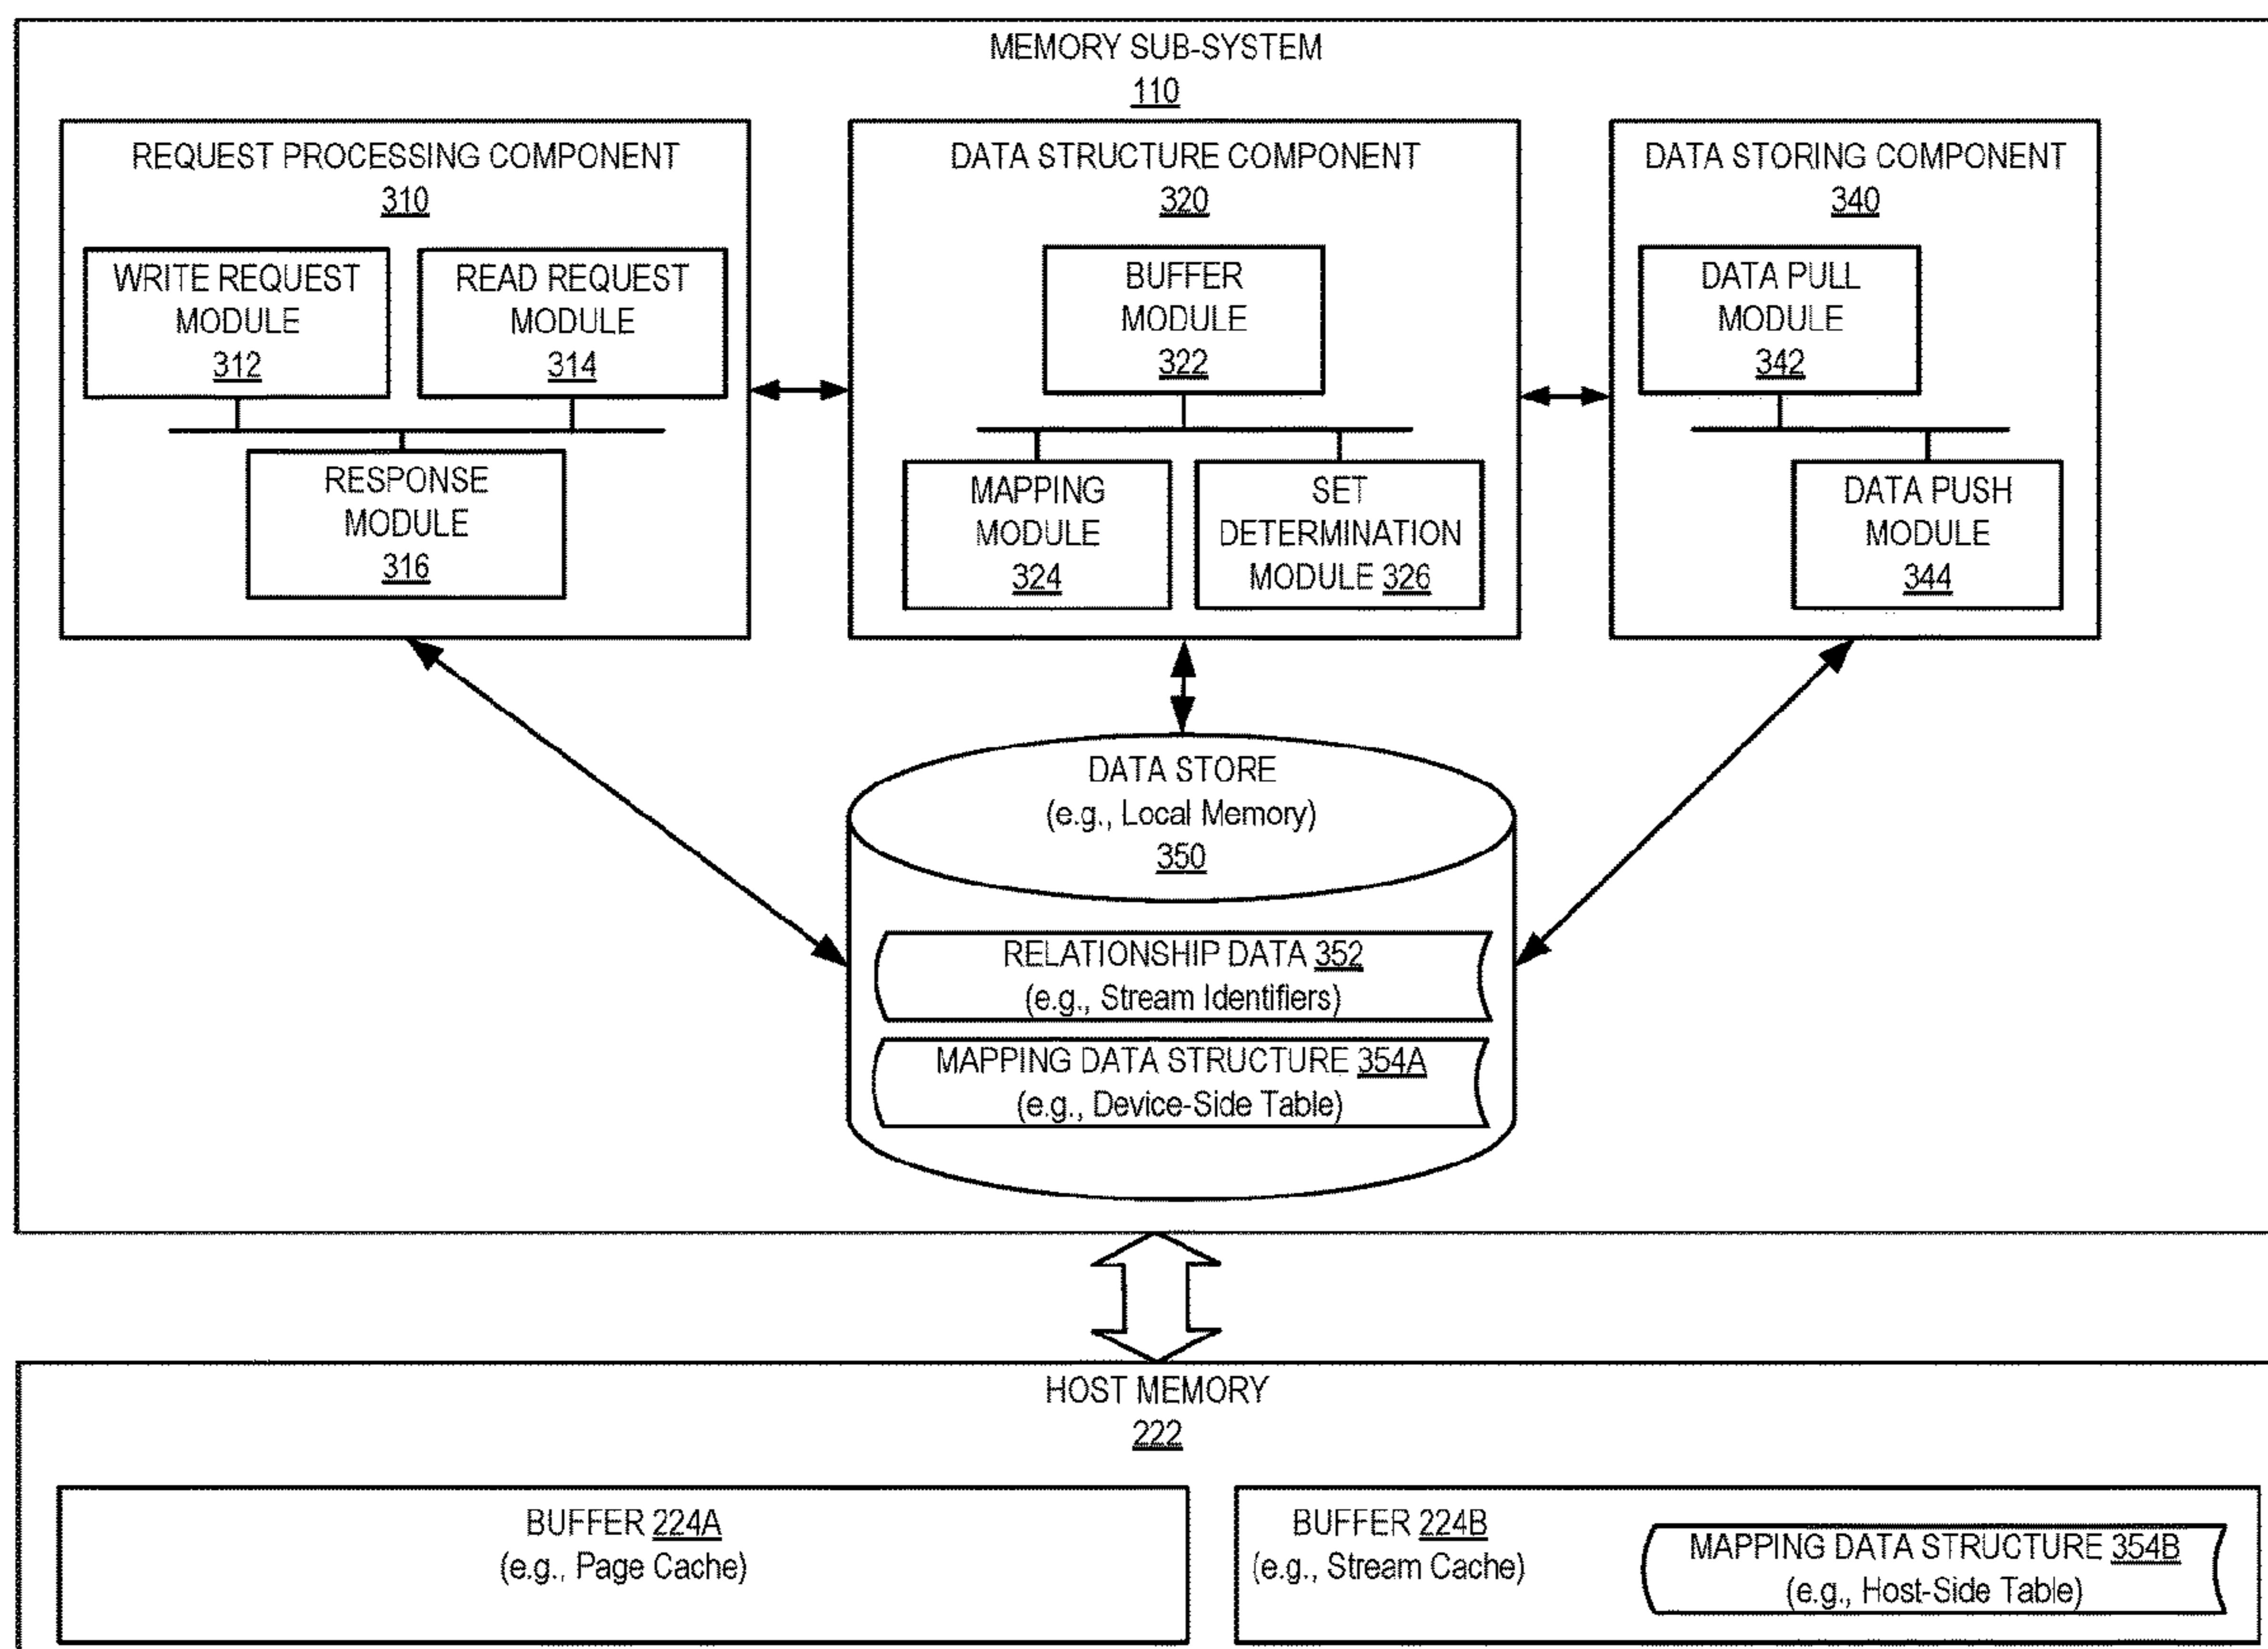 MEMORY SUB-SYSTEM
110
REQUEST PROCESSING COMPONENT
310
WRITE REQUEST
MODULE
312
READ REQUEST
MODULE
314
RESPONSE
MODULE
316
DATA STRUCTURE COMPONENT
320
BUFFER
MODULE
322
MAPPING
MODULE
324
SET
DETERMINATION
MODULE 326
DATA STORING COMPONENT
340
DATA PULL
MODULE
342
DATA PUSH
MODULE
344
DATA STORE
(e.g., Local Memory)
350
RELATIONSHIP DATA 352
(e.g., Stream Identifiers)
MAPPING DATA STRUCTURE 354A
(e.g., Device-Side Table)
HOST MEMORY
222
BUFFER 224A
(e.g., Page Cache)
BUFFER 224B
(e.g., Stream Cache)
MAPPING DATA STRUCTURE 354B
(e.g., Host-Side Table)